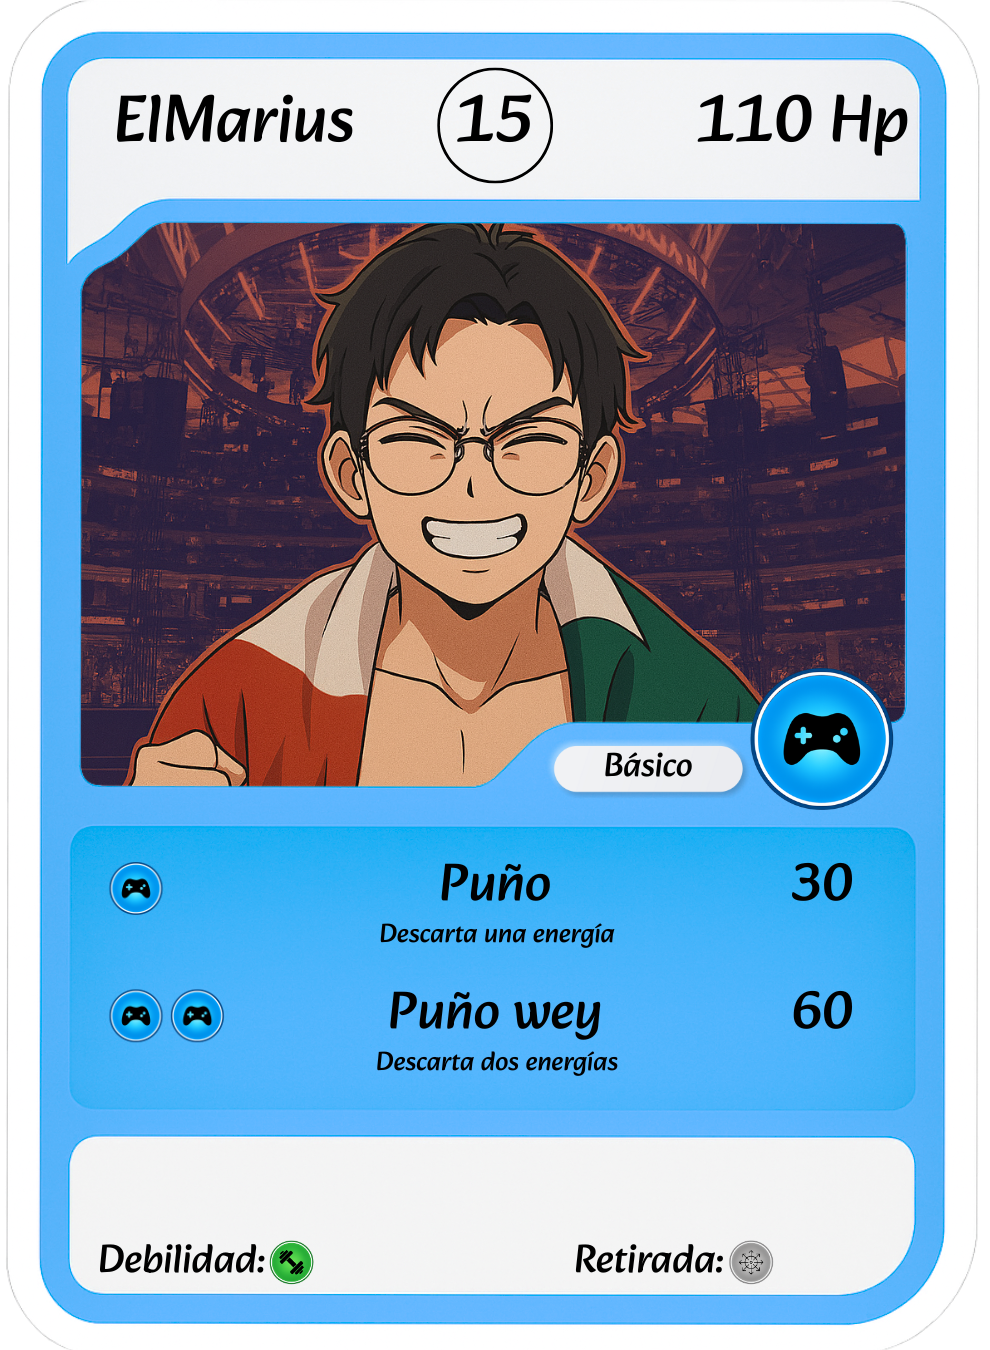 ElMarius 15 110 Hp
Básico
Puño 30
Descarta una energía
Puño wey 60
Descarta dos energías
Debilidad: Retirada: